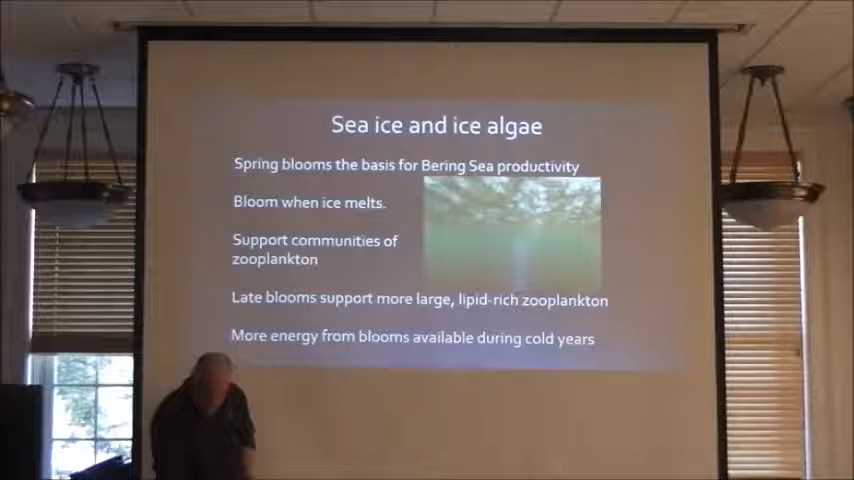 Sea ice and ice algae
Spring blooms the basis for Bering Sea productivity
Bloom when ice melts.
Support communities of
zooplankton
Late blooms support more large, lipid-rich zooplankton
More energy from blooms available during cold years